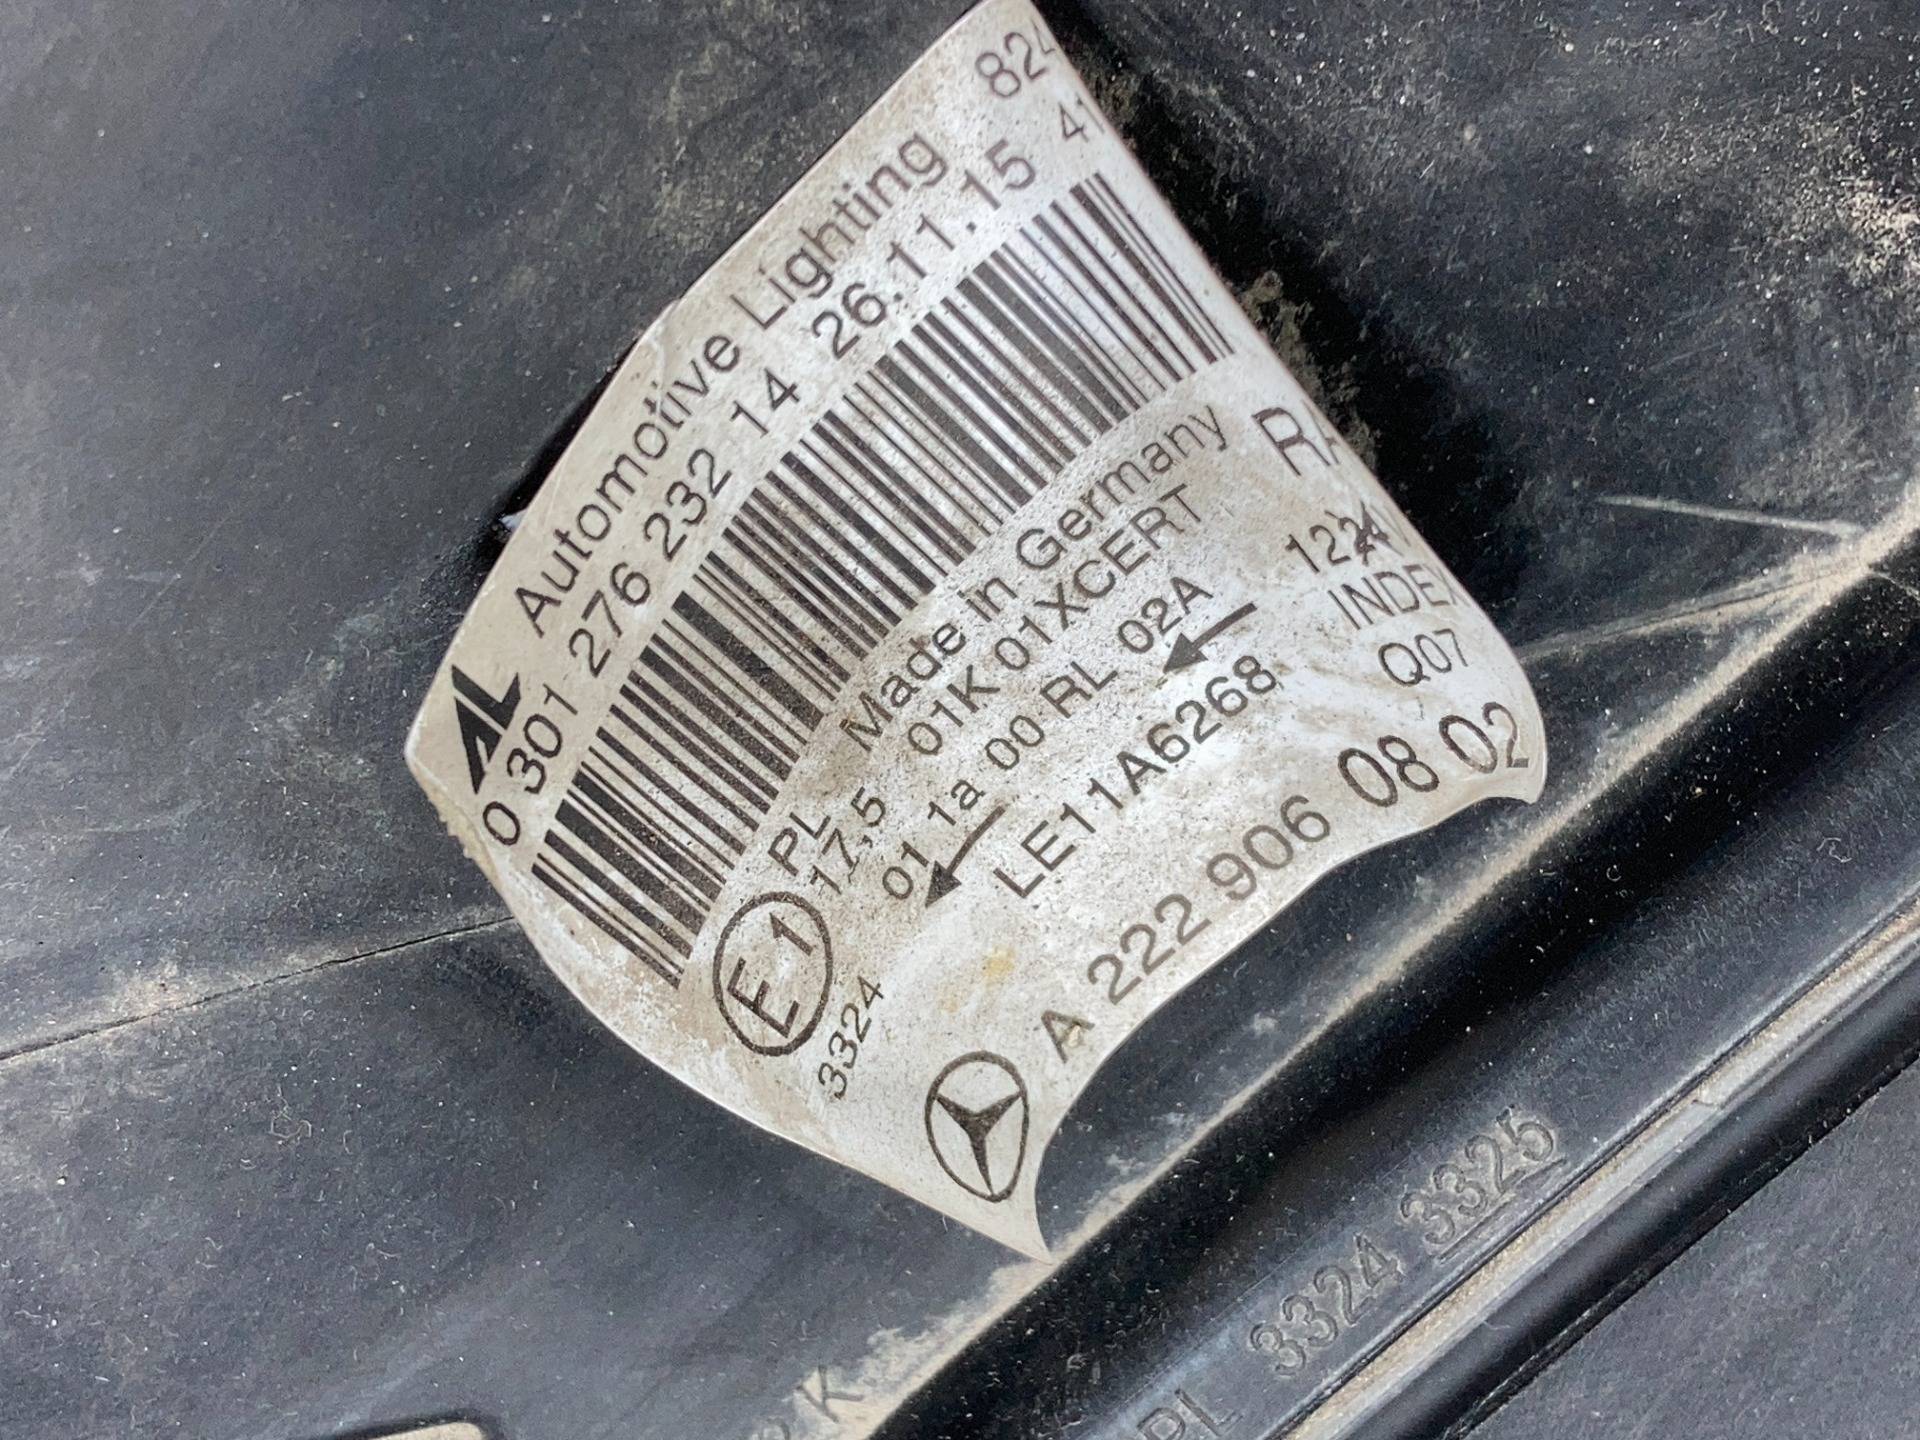 AL Automotive Lighting 824
0 301 276 232 14 26.11.15 41
Made in Germany
PL 01K 01XCERT
17,5
01 1a 00 RL 02A
LE11A6268
E1
3324
A 222 906 08 02
INDEX
Q07
PL 3324 3325
K